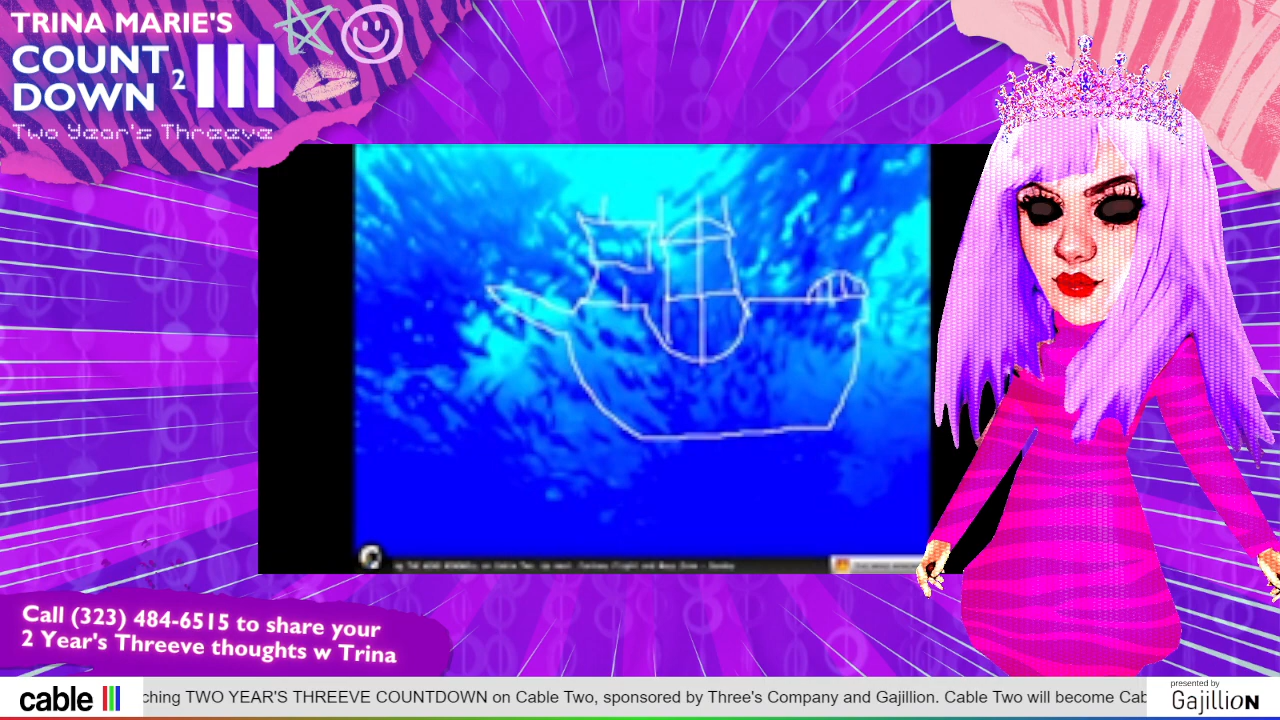 TRINA MARIE'S
COUNT
DOWN 2 III
Two Year's Threeve
Call (323) 484-6515 to share your
2 Year's Threeve thoughts w Trina
cable
ching TWO YEAR'S THREEVE COUNTDOWN on Cable Two, sponsored by Three's Company and Gajillion. Cable Two will become Cab
presented by
GajilliON